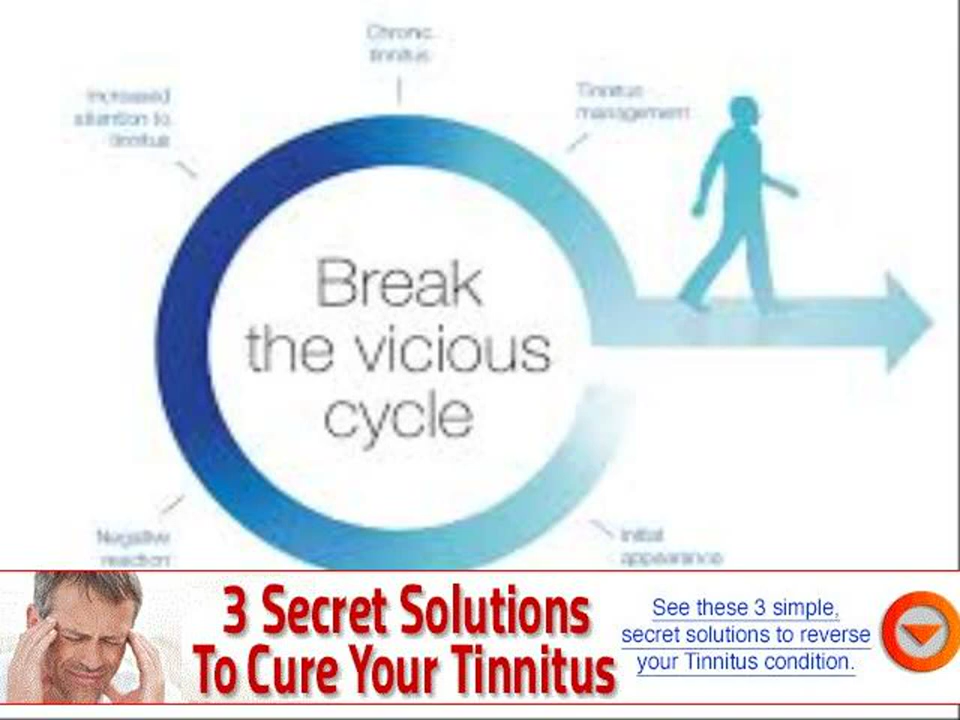 Chronic
tinnitus
Increased
attention to
tinnitus
Tinnitus
management
Break
the vicious
cycle
Negative
reaction
Initial
appearance
3 Secret Solutions
To Cure Your Tinnitus
See these 3 simple,
secret solutions to reverse
your Tinnitus condition.